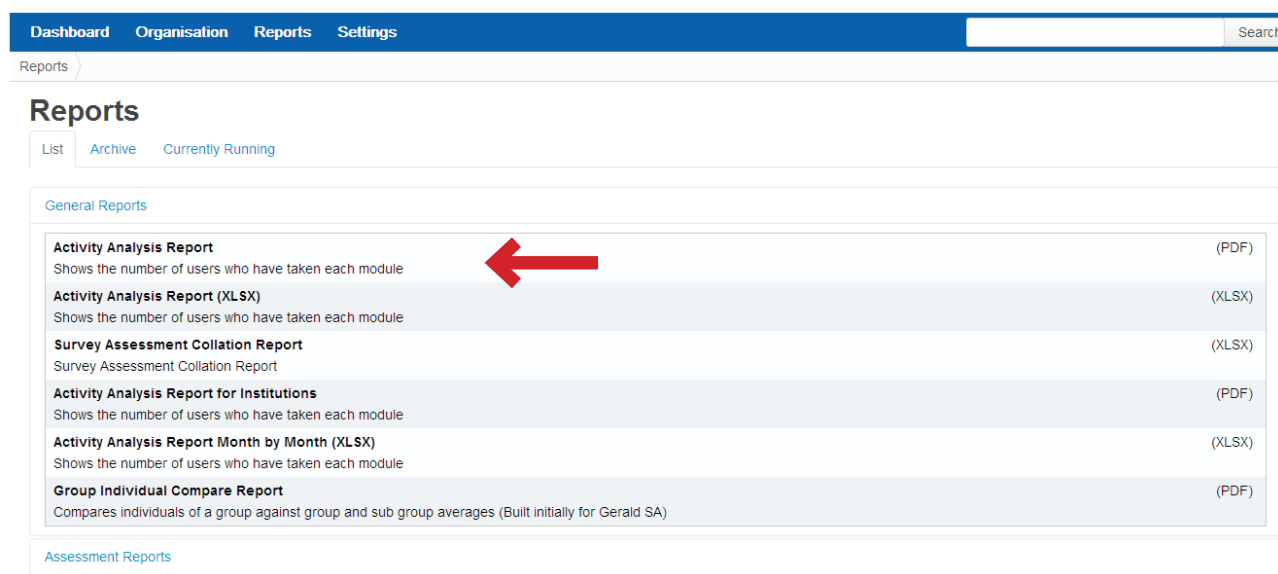 Dashboard Organisation Reports Settings Search
Reports
Reports
List Archive Currently Running
General Reports
Activity Analysis Report (PDF)
Shows the number of users who have taken each module
Activity Analysis Report (XLSX) (XLSX)
Shows the number of users who have taken each module
Survey Assessment Collation Report (XLSX)
Survey Assessment Collation Report
Activity Analysis Report for Institutions (PDF)
Shows the number of users who have taken each module
Activity Analysis Report Month by Month (XLSX) (XLSX)
Shows the number of users who have taken each module
Group Individual Compare Report (PDF)
Compares individuals of a group against group and sub group averages (Built initially for Gerald SA)
Assessment Reports